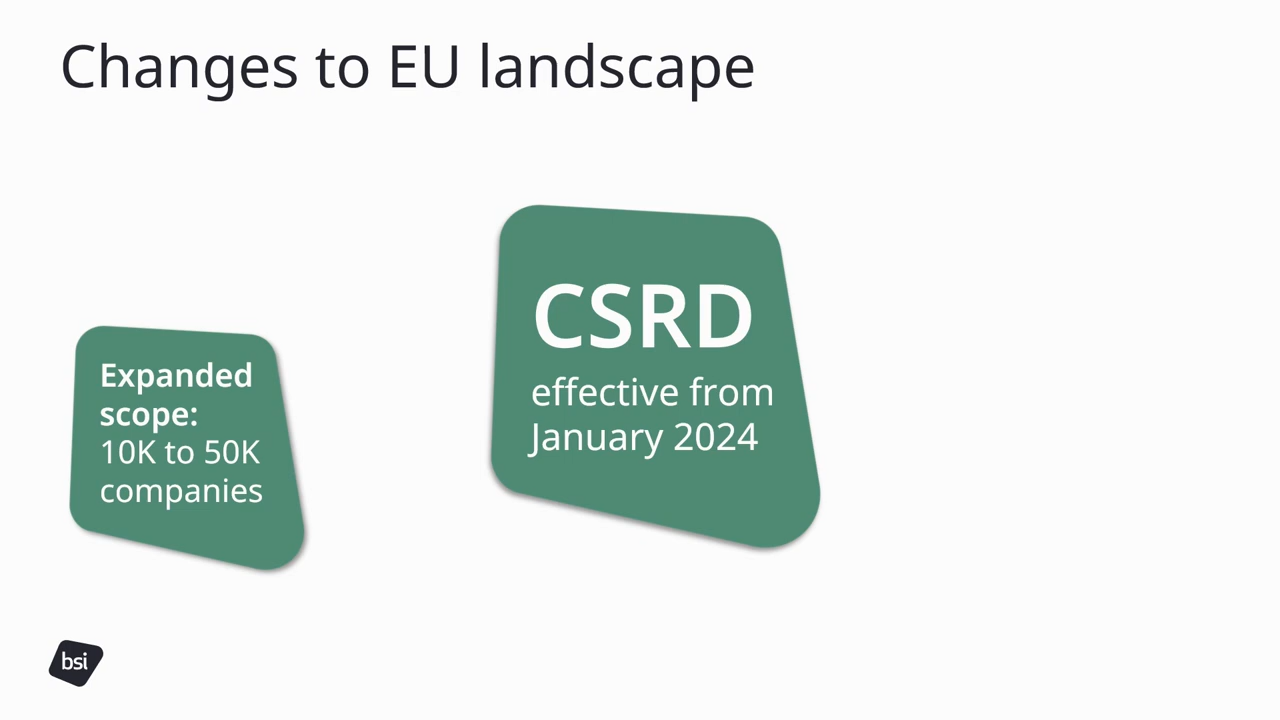 Changes to EU landscape
Expanded
scope:
10K to 50K
companies
CSRD
effective from
January 2024
bsi